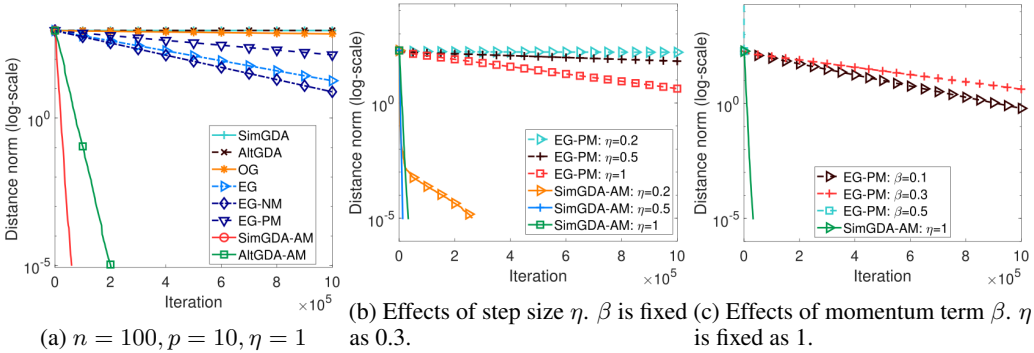 Distance norm (log-scale)
10^0
10^-5
SimGDA
AltGDA
OG
EG
EG-NM
EG-PM
SimGDA-AM
AltGDA-AM
0 2 4 6 8 10
Iteration ×10^5
(a) n = 100, p = 10, η = 1
Distance norm (log-scale)
10^0
10^-5
EG-PM: η=0.2
EG-PM: η=0.5
EG-PM: η=1
SimGDA-AM: η=0.2
SimGDA-AM: η=0.5
SimGDA-AM: η=1
0 2 4 6 8 10
Iteration ×10^5
(b) Effects of step size η. β is fixed
as 0.3.
Distance norm (log-scale)
10^0
10^-5
EG-PM: β=0.1
EG-PM: β=0.3
EG-PM: β=0.5
SimGDA-AM: η=1
0 2 4 6 8 10
Iteration ×10^5
(c) Effects of momentum term β. η
is fixed as 1.